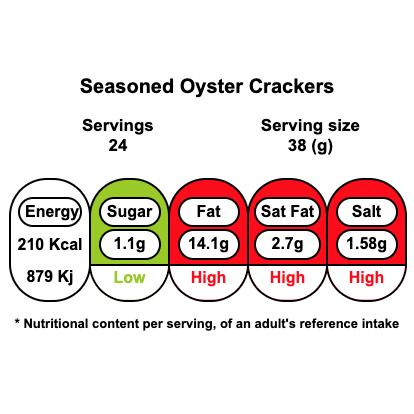 Seasoned Oyster Crackers
Servings
24
Serving size
38 (g)
Energy
210 Kcal
879 Kj
Sugar
1.1g
Low
Fat
14.1g
High
Sat Fat
2.7g
High
Salt
1.58g
High
* Nutritional content per serving, of an adult's reference intake